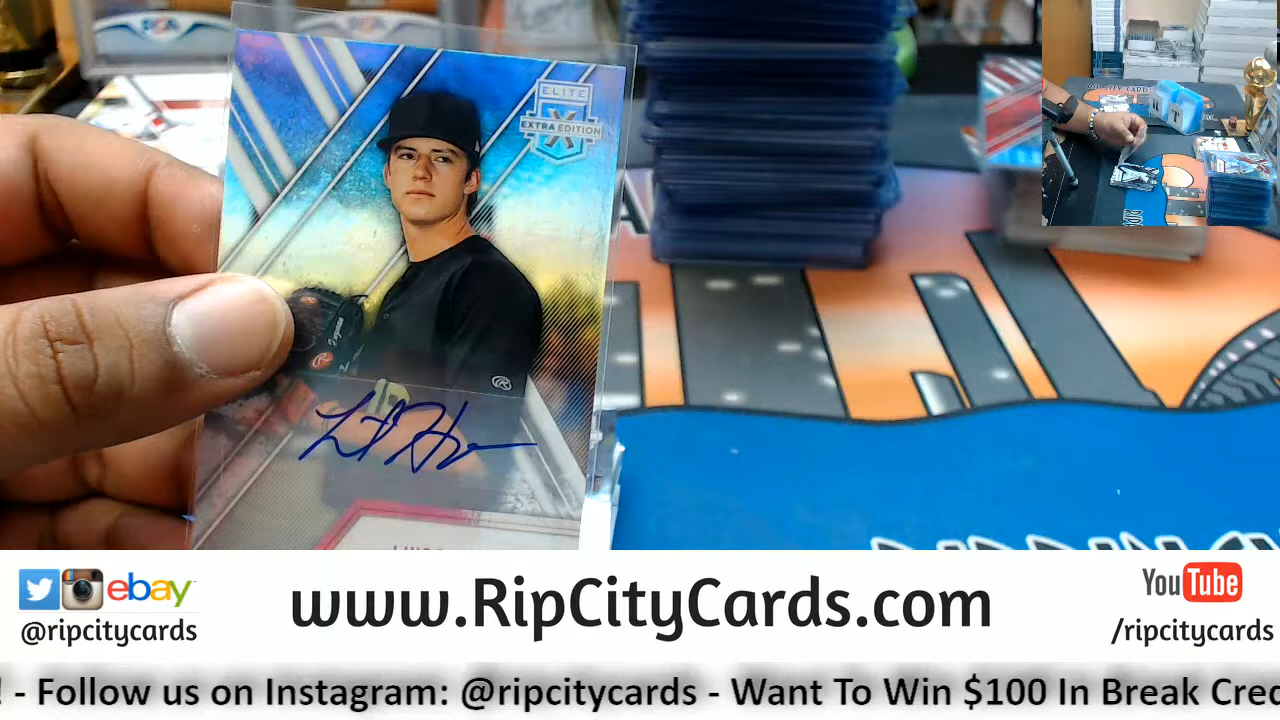 ELITE
EXTRA EDITION
ebay
@ripcitycards
www.RipCityCards.com
YouTube
/ripcitycards
! - Follow us on Instagram: @ripcitycards - Want To Win $100 In Break Cred